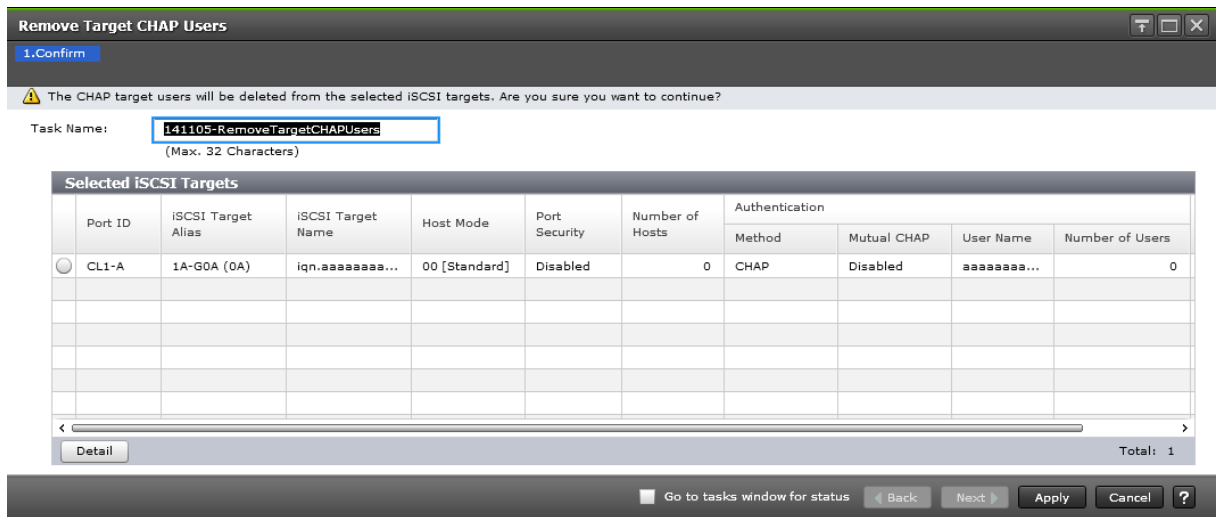 Remove Target CHAP Users
1.Confirm
The CHAP target users will be deleted from the selected iSCSI targets. Are you sure you want to continue?
Task Name: 141105-RemoveTargetCHAPUsers
(Max. 32 Characters)
Selected iSCSI Targets
Port ID iSCSI Target Alias iSCSI Target Name Host Mode Port Security Number of Hosts Authentication
Method Mutual CHAP User Name Number of Users
CL1-A 1A-G0A (0A) iqn.aaaaaaaa... 00 [Standard] Disabled 0 CHAP Disabled aaaaaaaa... 0
Detail Total: 1
Go to tasks window for status Back Next Apply Cancel ?